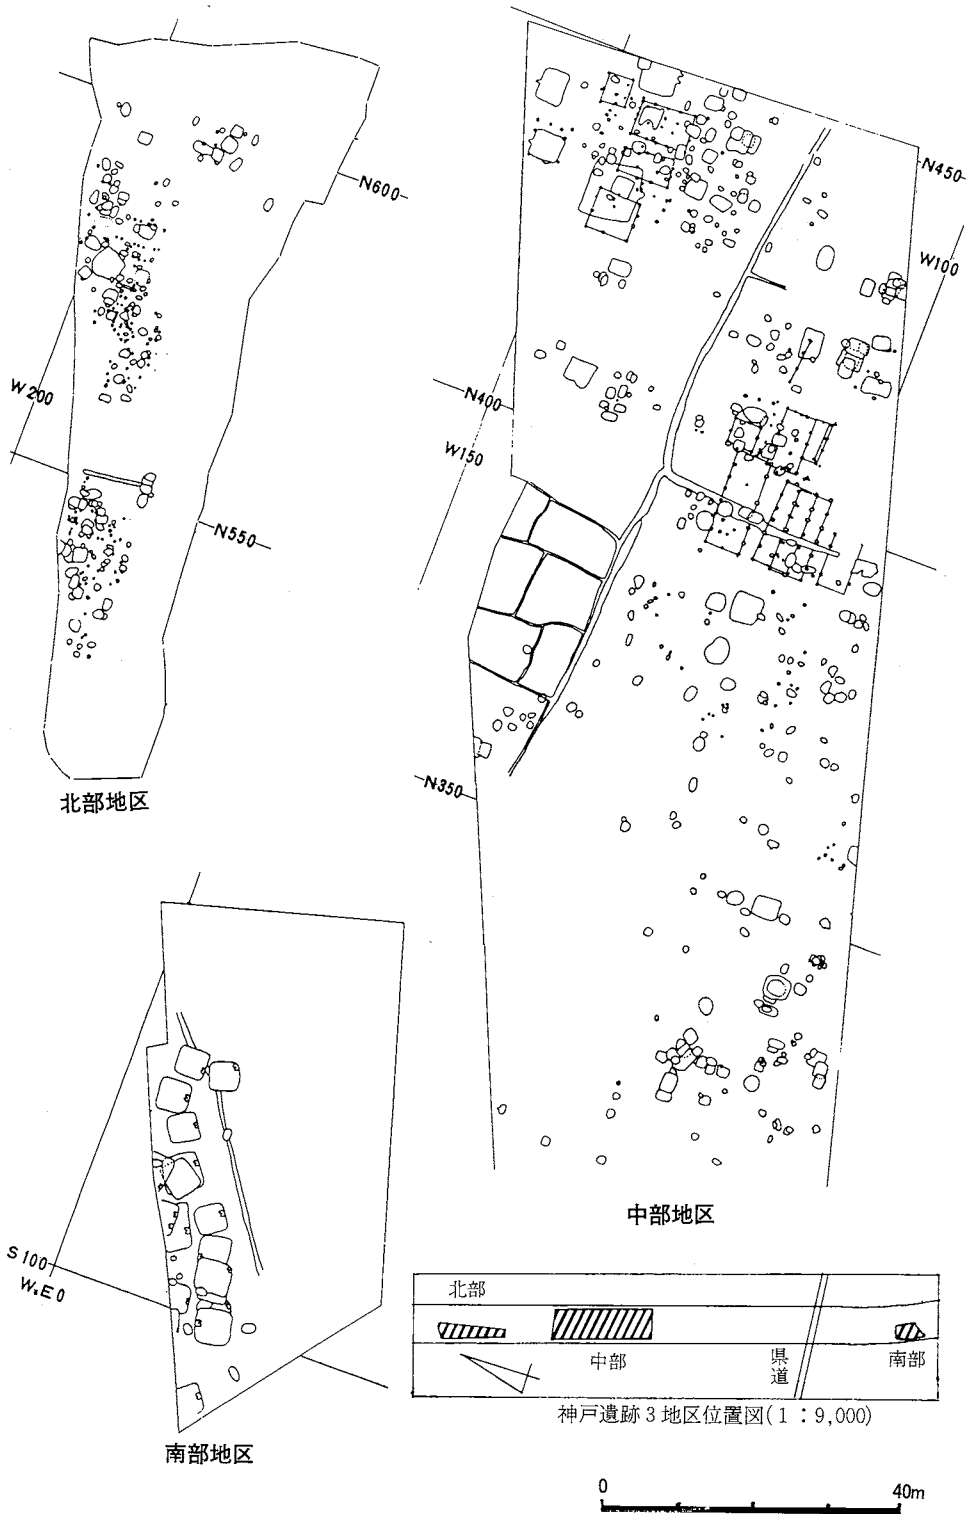 N600
W200
N550
北部地区
N450
W100
N400
W150
N350
中部地区
S100
W,E0
南部地区
北部
中部
県道
南部
神戸遺跡3地区位置図(1:9,000)
0 40m